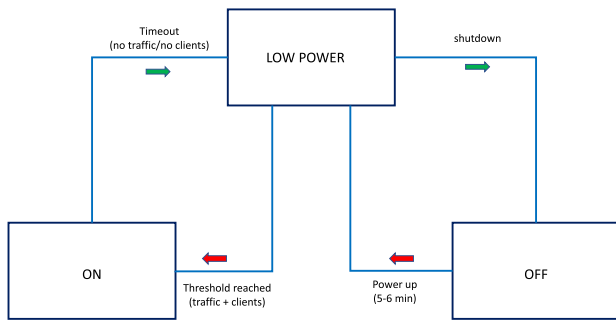 Timeout
(no traffic/no clients)
LOW POWER
shutdown
ON
Threshold reached
(traffic + clients)
Power up
(5-6 min)
OFF